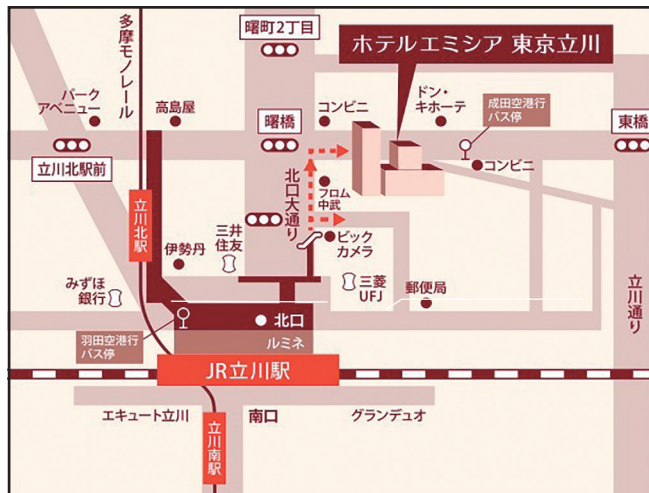 多摩モノレール
曙町2丁目
ホテルエミシア 東京立川
パーク
アベニュー
高島屋
コンビニ
ドン・
キホーテ
成田空港行
バス停
曙橋
東橋
立川北駅前
コンビニ
北口大通り
フロム
中武
立川北駅
三井
住友
伊勢丹
ビック
カメラ
みずほ
銀行
三菱
UFJ
郵便局
立川通り
北口
羽田空港行
バス停
ルミネ
JR立川駅
エキュート立川
南口
グランデュオ
立川南駅